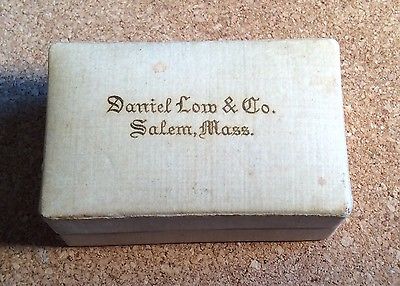 Daniel Low & Co.
Salem, Mass.